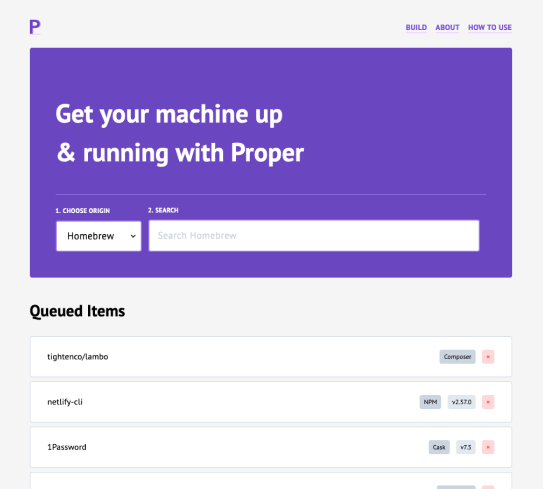 P
BUILD ABOUT HOW TO USE
Get your machine up
& running with Proper
1. CHOOSE ORIGIN 2. SEARCH
Homebrew Search Homebrew
Queued Items
tightenco/lambo Composer ×
netlify-cli NPM v2.57.0 ×
1Password Cask v7.5 ×